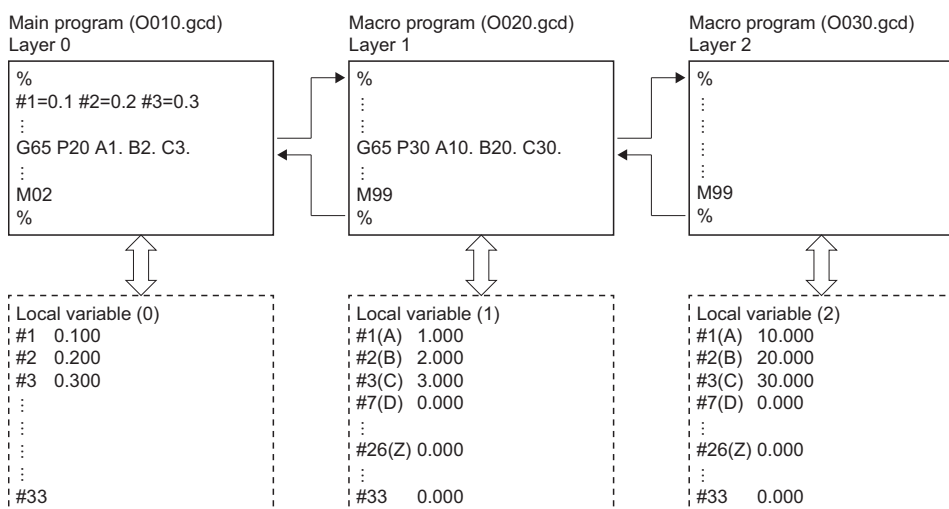 Main program (O010.gcd)
Layer 0
%
#1=0.1 #2=0.2 #3=0.3
⋮
G65 P20 A1. B2. C3.
⋮
M02
%
Macro program (O020.gcd)
Layer 1
%
⋮
⋮
G65 P30 A10. B20. C30.
⋮
M99
%
Macro program (O030.gcd)
Layer 2
%
⋮
⋮
⋮
⋮
M99
%
Local variable (0)
#1 0.100
#2 0.200
#3 0.300
⋮
⋮
⋮
⋮
#33
Local variable (1)
#1(A) 1.000
#2(B) 2.000
#3(C) 3.000
#7(D) 0.000
⋮
#26(Z) 0.000
⋮
#33 0.000
Local variable (2)
#1(A) 10.000
#2(B) 20.000
#3(C) 30.000
#7(D) 0.000
⋮
#26(Z) 0.000
⋮
#33 0.000